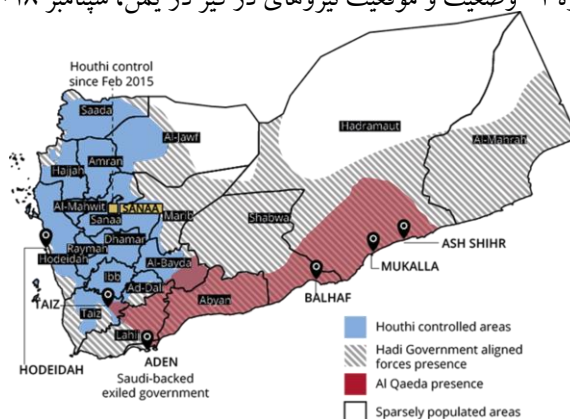 وضعیت و موقعیت نیروهای در گیر در یمن، سپتامبر
Houthi control
since Feb 2015
Saada
Al-Jawf
Hadramaut
Al-Mahrah
Amran
Hajjah
Al-Mahwit
SANAA
Sanaa
Marib
Shabwa
Dhamar
Rayman
Hodeidah
Al-Bayda
Ibb
Ad-Dali
Abyan
TAIZ
Taiz
Lahj
ASH SHIHR
MUKALLA
BALHAF
HODEIDAH
ADEN
Saudi-backed
exiled government
Houthi controlled areas
Hadi Government aligned
forces presence
Al Qaeda presence
Sparsely populated areas